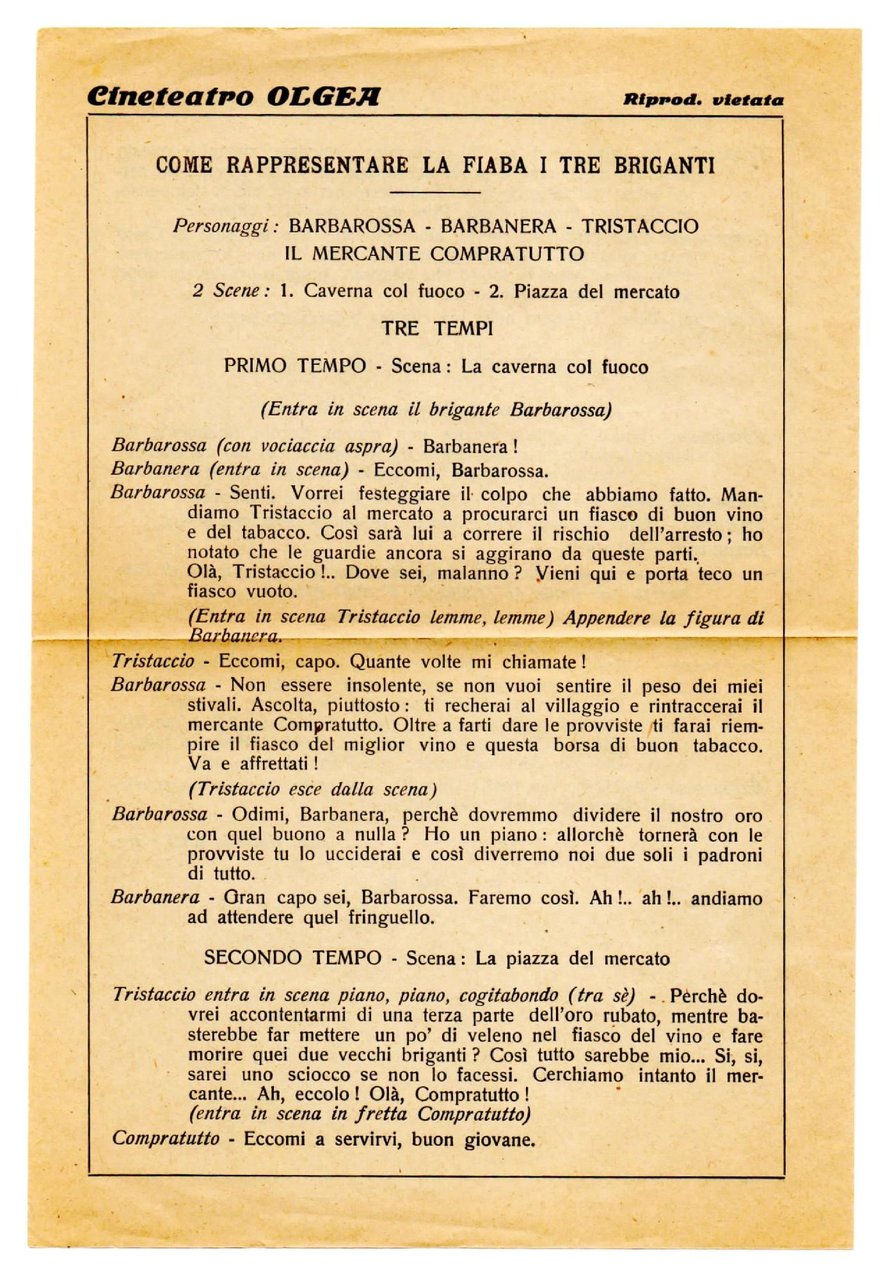 Cineteatro OLGEA
Riprod. vietata
COME RAPPRESENTARE LA FIABA I TRE BRIGANTI
Personaggi: BARBAROSSA - BARBANERA - TRISTACCIO
IL MERCANTE COMPRATUTTO
2 Scene: 1. Caverna col fuoco - 2. Piazza del mercato
TRE TEMPI
PRIMO TEMPO - Scena: La caverna col fuoco
(Entra in scena il brigante Barbarossa)
Barbarossa (con vociaccia aspra) - Barbanera!
Barbanera (entra in scena) - Eccomi, Barbarossa.
Barbarossa - Senti. Vorrei festeggiare il colpo che abbiamo fatto. Man-
diamo Tristaccio al mercato a procurarci un fiasco di buon vino
e del tabacco. Così sarà lui a correre il rischio dell'arresto; ho
notato che le guardie ancora si aggirano da queste parti.
Olà, Tristaccio!.. Dove sei, malanno? Vieni qui e porta teco un
fiasco vuoto.
(Entra in scena Tristaccio lemme, lemme) Appendere la figura di
Barbanera.
Tristaccio - Eccomi, capo. Quante volte mi chiamate!
Barbarossa - Non essere insolente, se non vuoi sentire il peso dei miei
stivali. Ascolta, piuttosto: ti recherai al villaggio e rintraccerai il
mercante Compratutto. Oltre a farti dare le provviste ti farai riem-
pire il fiasco del miglior vino e questa borsa di buon tabacco.
Va e affrettati!
(Tristaccio esce dalla scena)
Barbarossa - Odimi, Barbanera, perchè dovremmo dividere il nostro oro
con quel buono a nulla? Ho un piano: allorchè tornerà con le
provviste tu lo ucciderai e così diverremo noi due soli i padroni
di tutto.
Barbanera - Gran capo sei, Barbarossa. Faremo così. Ah!.. ah!.. andiamo
ad attendere quel fringuello.
SECONDO TEMPO - Scena: La piazza del mercato
Tristaccio entra in scena piano, piano, cogitabondo (tra sè) - Perchè do-
vrei accontentarmi di una terza parte dell'oro rubato, mentre ba-
sterebbe far mettere un po' di veleno nel fiasco del vino e fare
morire quei due vecchi briganti? Così tutto sarebbe mio... Si, si,
sarei uno sciocco se non lo facessi. Cerchiamo intanto il mer-
cante... Ah, eccolo! Olà, Compratutto!
(entra in scena in fretta Compratutto)
Compratutto - Eccomi a servirvi, buon giovane.